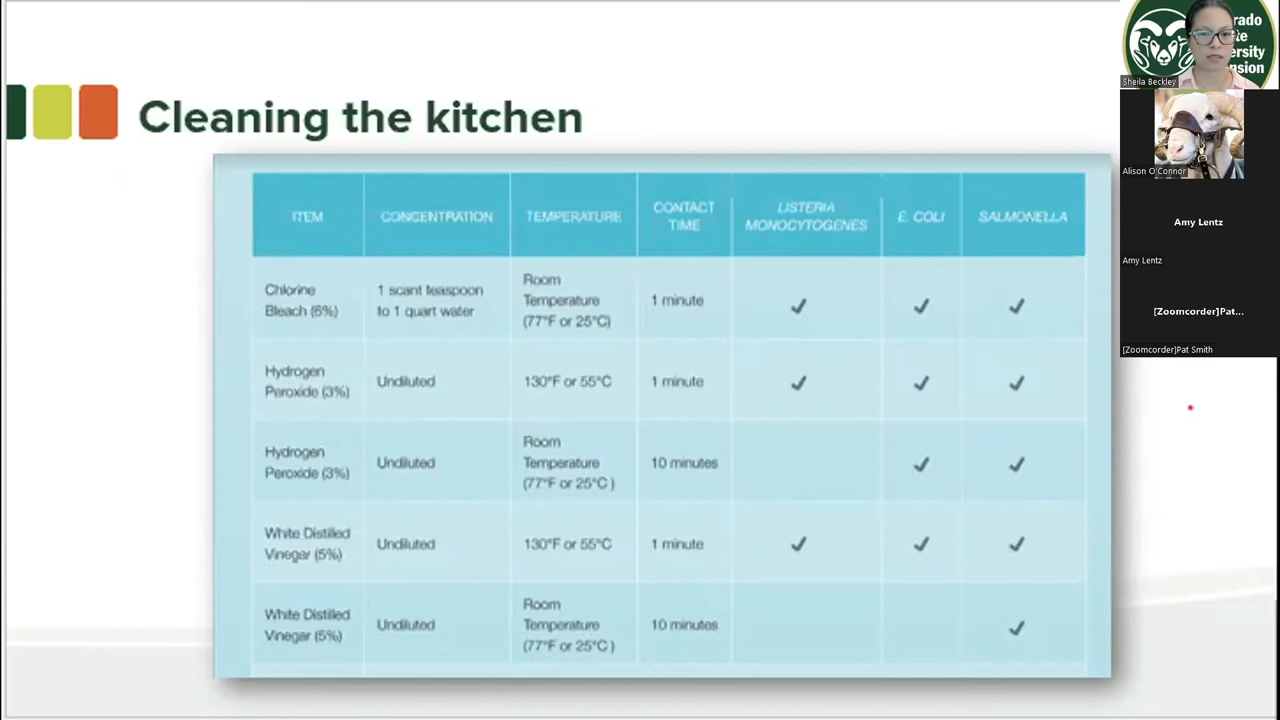 Cleaning the kitchen
ITEM
CONCENTRATION
TEMPERATURE
CONTACT
TIME
LISTERIA
MONOCYTOGENES
E. COLI
SALMONELLA
Chlorine
Bleach (6%)
1 scant teaspoon
to 1 quart water
Room
Temperature
(77°F or 25°C)
1 minute
✓
✓
✓
Hydrogen
Peroxide (3%)
Undiluted
130°F or 55°C
1 minute
✓
✓
✓
Hydrogen
Peroxide (3%)
Undiluted
Room
Temperature
(77°F or 25°C )
10 minutes
✓
✓
White Distilled
Vinegar (5%)
Undiluted
130°F or 55°C
1 minute
✓
✓
✓
White Distilled
Vinegar (5%)
Undiluted
Room
Temperature
(77°F or 25°C )
10 minutes
✓
Sheila Beckley
Alison O'Connor
Amy Lentz
Amy Lentz
[Zoomcorder]Pat...
[Zoomcorder]Pat Smith